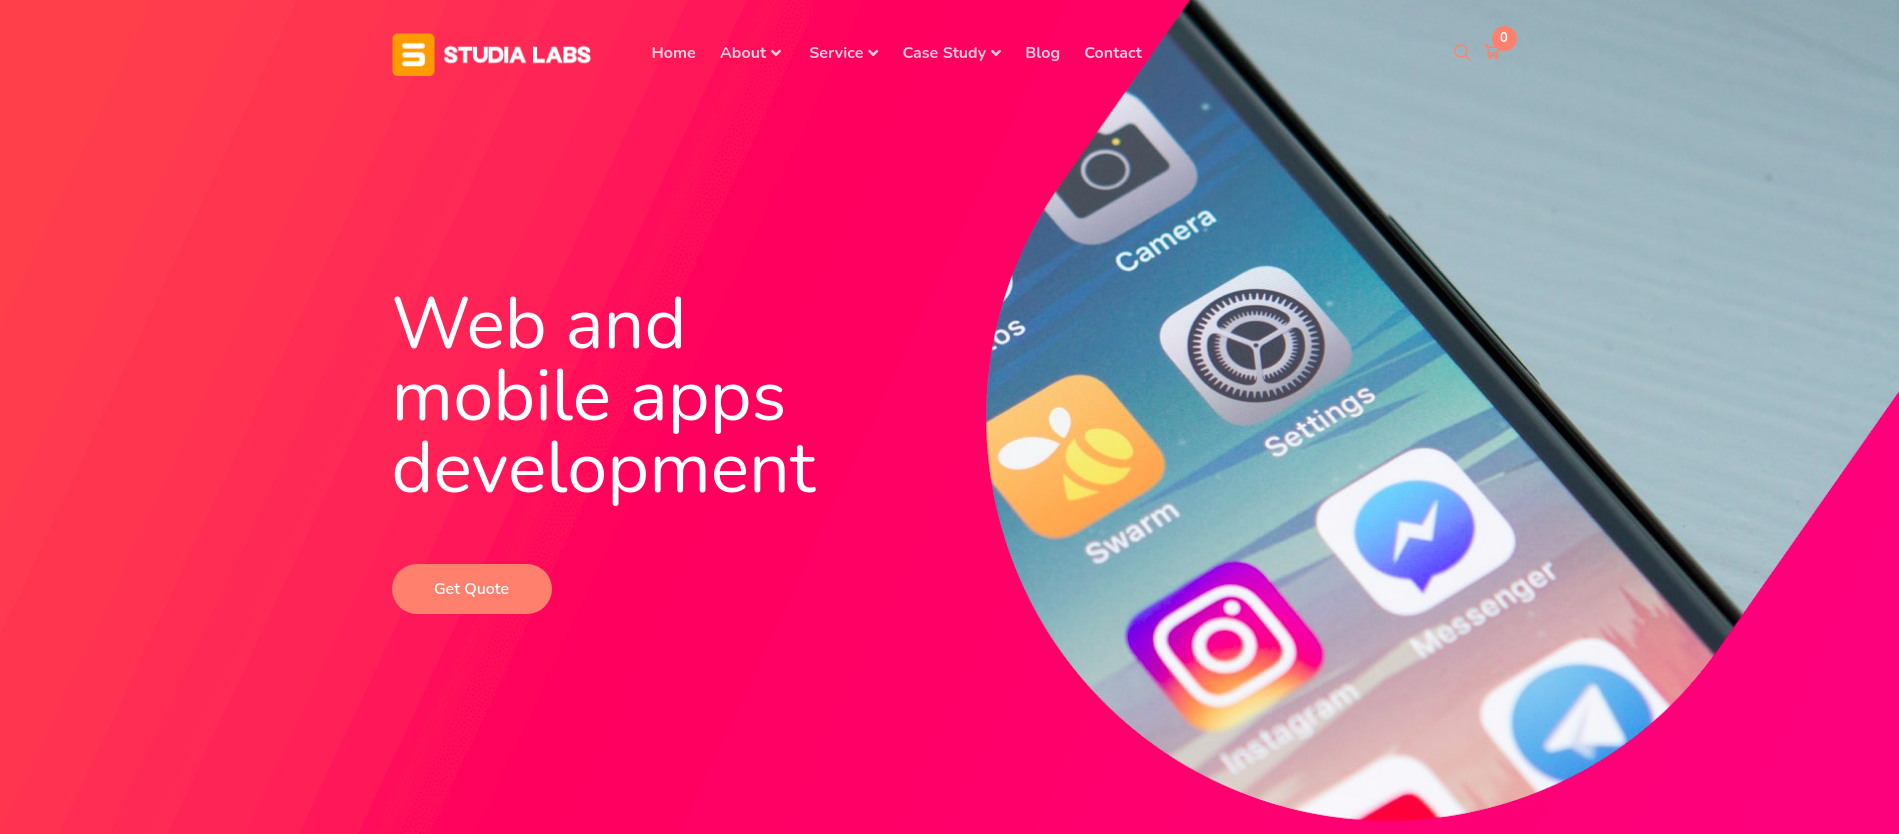 STUDIA LABS
Home About Service Case Study Blog Contact
0
Web and
mobile apps
development
Get Quote
Camera
Settings
Swarm
Messenger
Instagram